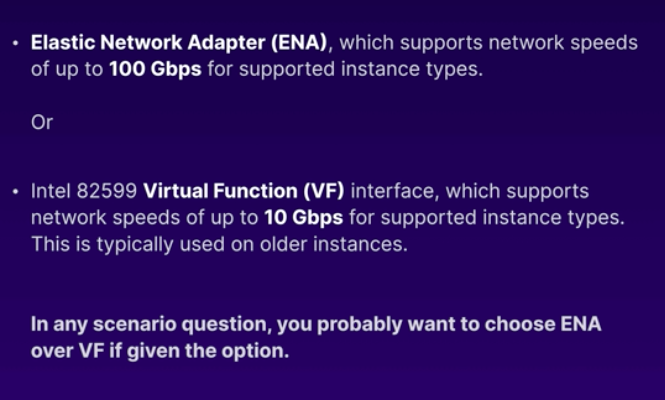 • Elastic Network Adapter (ENA), which supports network speeds
of up to 100 Gbps for supported instance types.
Or
• Intel 82599 Virtual Function (VF) interface, which supports
network speeds of up to 10 Gbps for supported instance types.
This is typically used on older instances.
In any scenario question, you probably want to choose ENA
over VF if given the option.